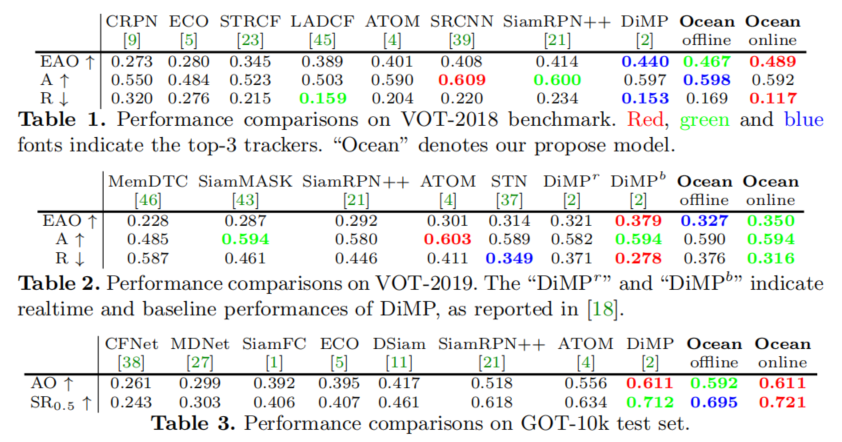 CRPN ECO STRCF LADCF ATOM SRCNN SiamRPN++ DiMP Ocean Ocean
[9] [5] [23] [45] [4] [39] [21] [2] offline online
EAO ↑ 0.273 0.280 0.345 0.389 0.401 0.408 0.414 0.440 0.467 0.489
A ↑ 0.550 0.484 0.523 0.503 0.590 0.609 0.600 0.597 0.598 0.592
R ↓ 0.320 0.276 0.215 0.159 0.204 0.220 0.234 0.153 0.169 0.117
Table 1. Performance comparisons on VOT-2018 benchmark. Red, green and blue
fonts indicate the top-3 trackers. “Ocean” denotes our propose model.
MemDTC SiamMASK SiamRPN++ ATOM STN DiMPʳ DiMPᵇ Ocean Ocean
[46] [43] [21] [4] [37] [2] [2] offline online
EAO ↑ 0.228 0.287 0.292 0.301 0.314 0.321 0.379 0.327 0.350
A ↑ 0.485 0.594 0.580 0.603 0.589 0.582 0.594 0.590 0.594
R ↓ 0.587 0.461 0.446 0.411 0.349 0.371 0.278 0.376 0.316
Table 2. Performance comparisons on VOT-2019. The “DiMPʳ” and “DiMPᵇ” indicate
realtime and baseline performances of DiMP, as reported in [18].
CFNet MDNet SiamFC ECO DSiam SiamRPN++ ATOM DiMP Ocean Ocean
[38] [27] [1] [5] [11] [21] [4] [2] offline online
AO ↑ 0.261 0.299 0.392 0.395 0.417 0.518 0.556 0.611 0.592 0.611
SR₀.₅ ↑ 0.243 0.303 0.406 0.407 0.461 0.618 0.634 0.712 0.695 0.721
Table 3. Performance comparisons on GOT-10k test set.